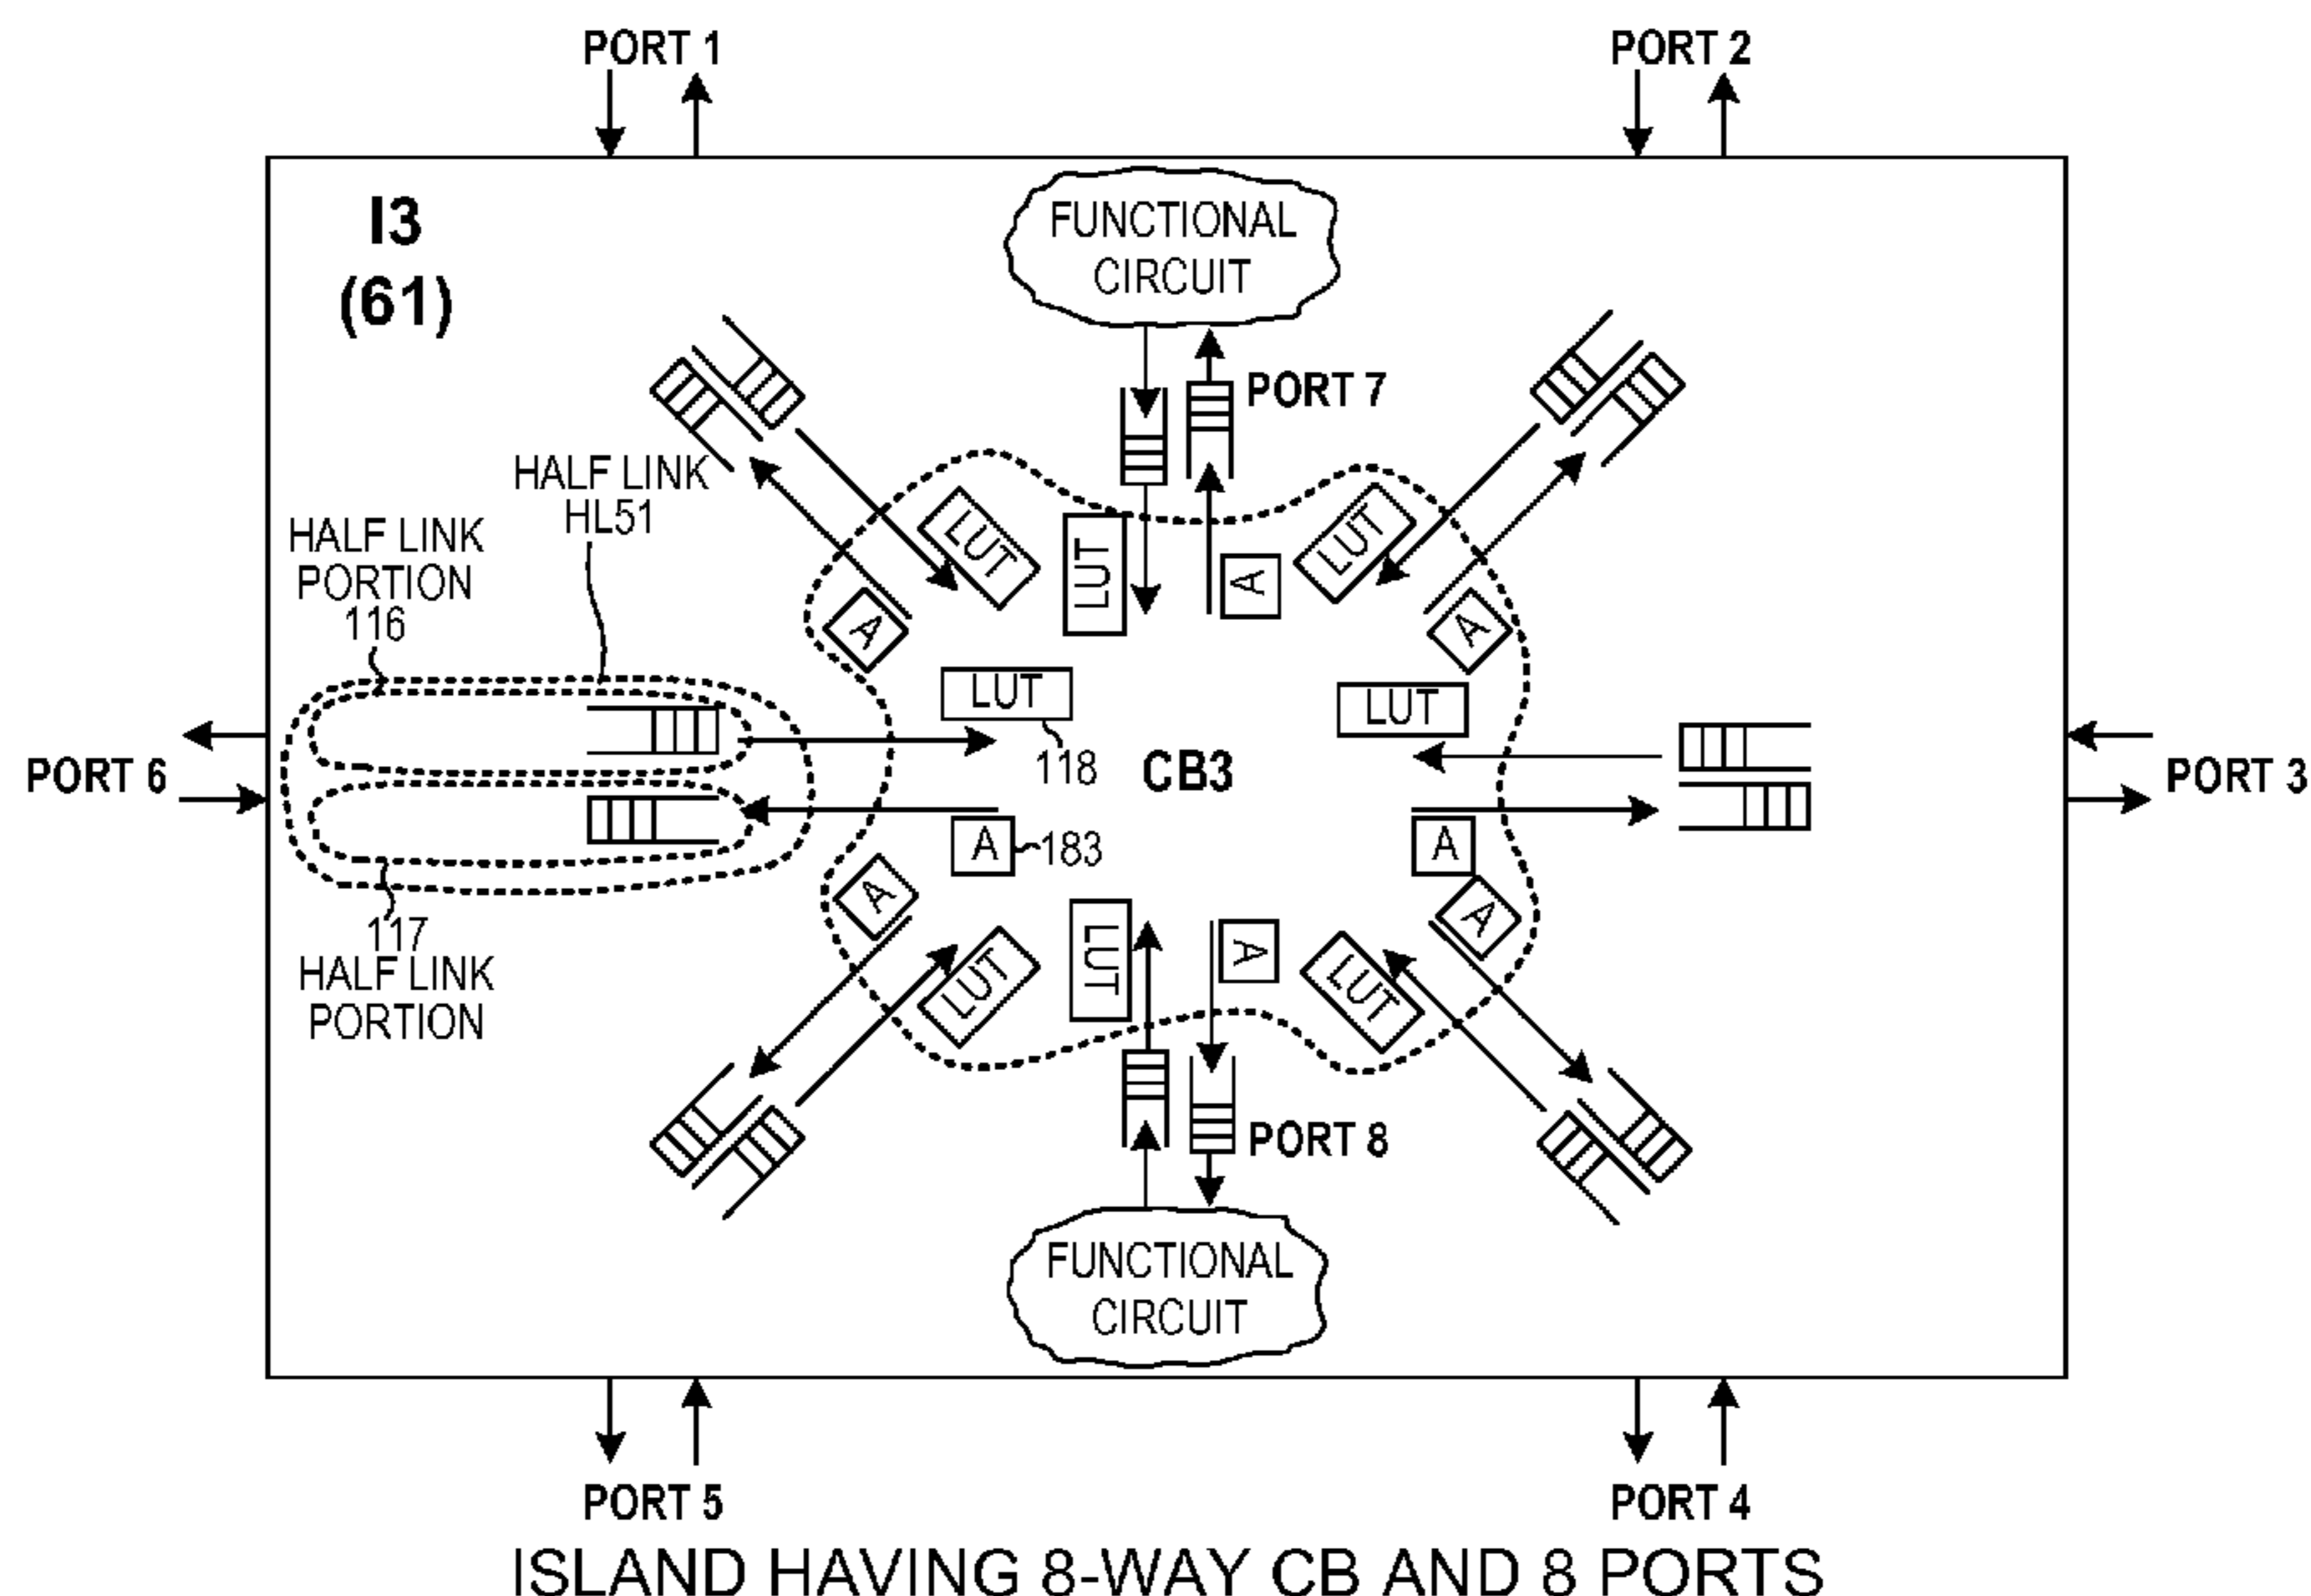 PORT 1
PORT 2
I3
(61)
FUNCTIONAL
CIRCUIT
PORT 7
HALF LINK
HL51
HALF LINK
PORTION
116
LUT
LUT
LUT
A
A
A
LUT
118
LUT
CB3
PORT 6
PORT 3
A
183
A
A
A
117
HALF LINK
PORTION
LUT
LUT
A
LUT
PORT 8
FUNCTIONAL
CIRCUIT
PORT 5
PORT 4
ISLAND HAVING 8-WAY CB AND 8 PORTS